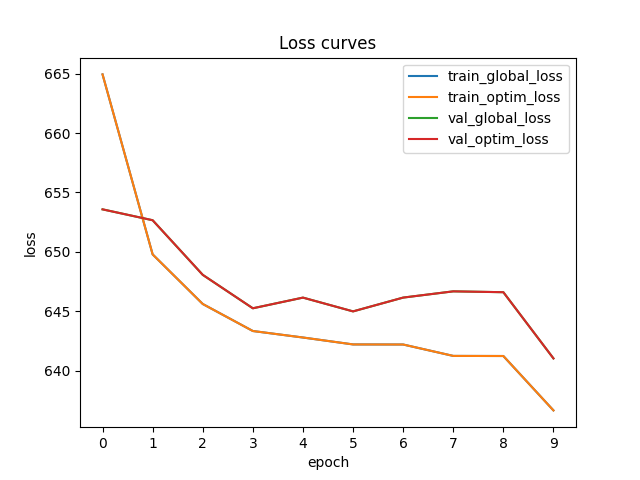 Loss curves
train_global_loss
train_optim_loss
val_global_loss
val_optim_loss
665
660
655
650
645
640
loss
0 1 2 3 4 5 6 7 8 9
epoch